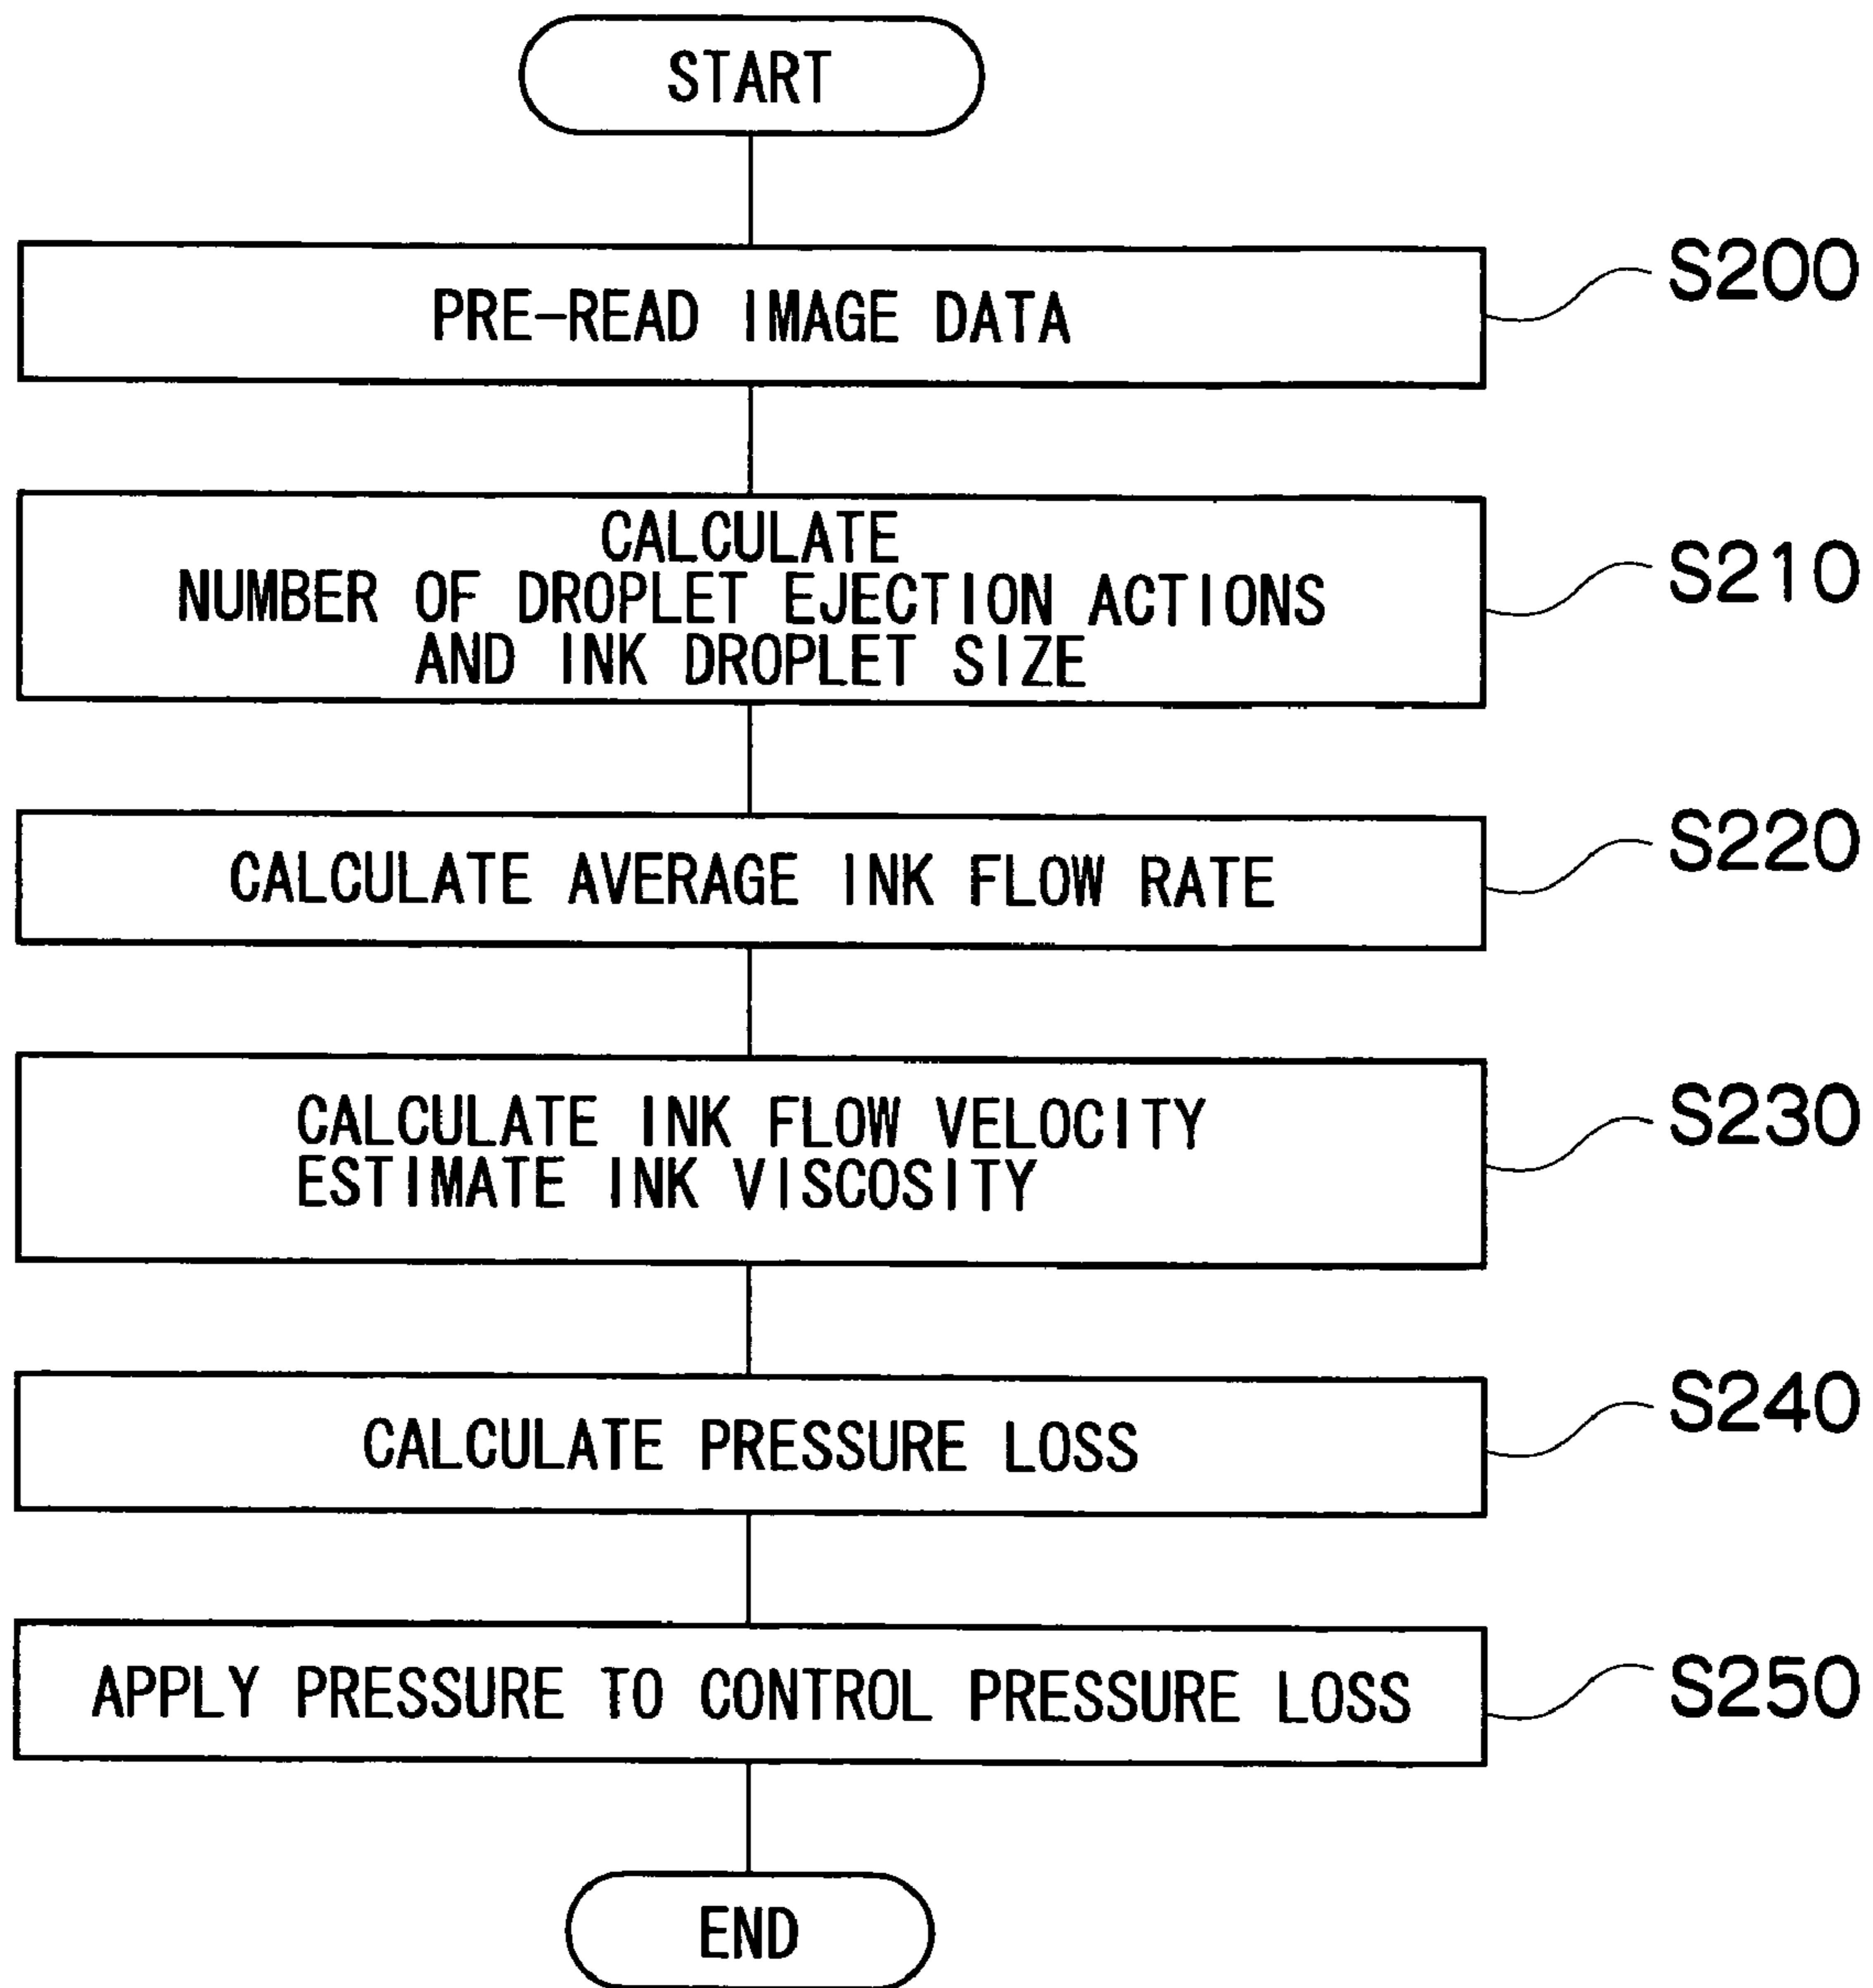 START
PRE-READ IMAGE DATA
S200
CALCULATE
NUMBER OF DROPLET EJECTION ACTIONS
AND INK DROPLET SIZE
S210
CALCULATE AVERAGE INK FLOW RATE
S220
CALCULATE INK FLOW VELOCITY
ESTIMATE INK VISCOSITY
S230
CALCULATE PRESSURE LOSS
S240
APPLY PRESSURE TO CONTROL PRESSURE LOSS
S250
END